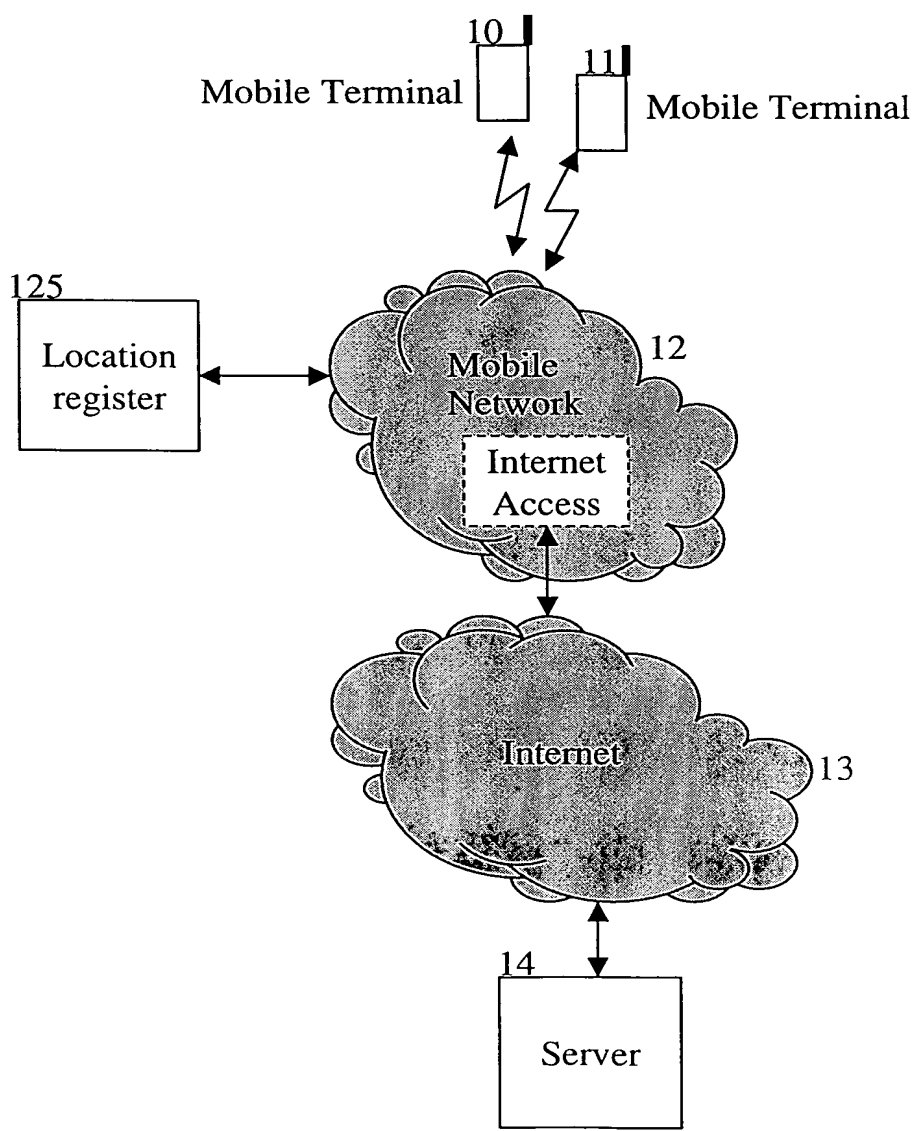 10
11
Mobile Terminal
Mobile Terminal
125
Location
register
12
Mobile
Network
Internet
Access
Internet
13
14
Server